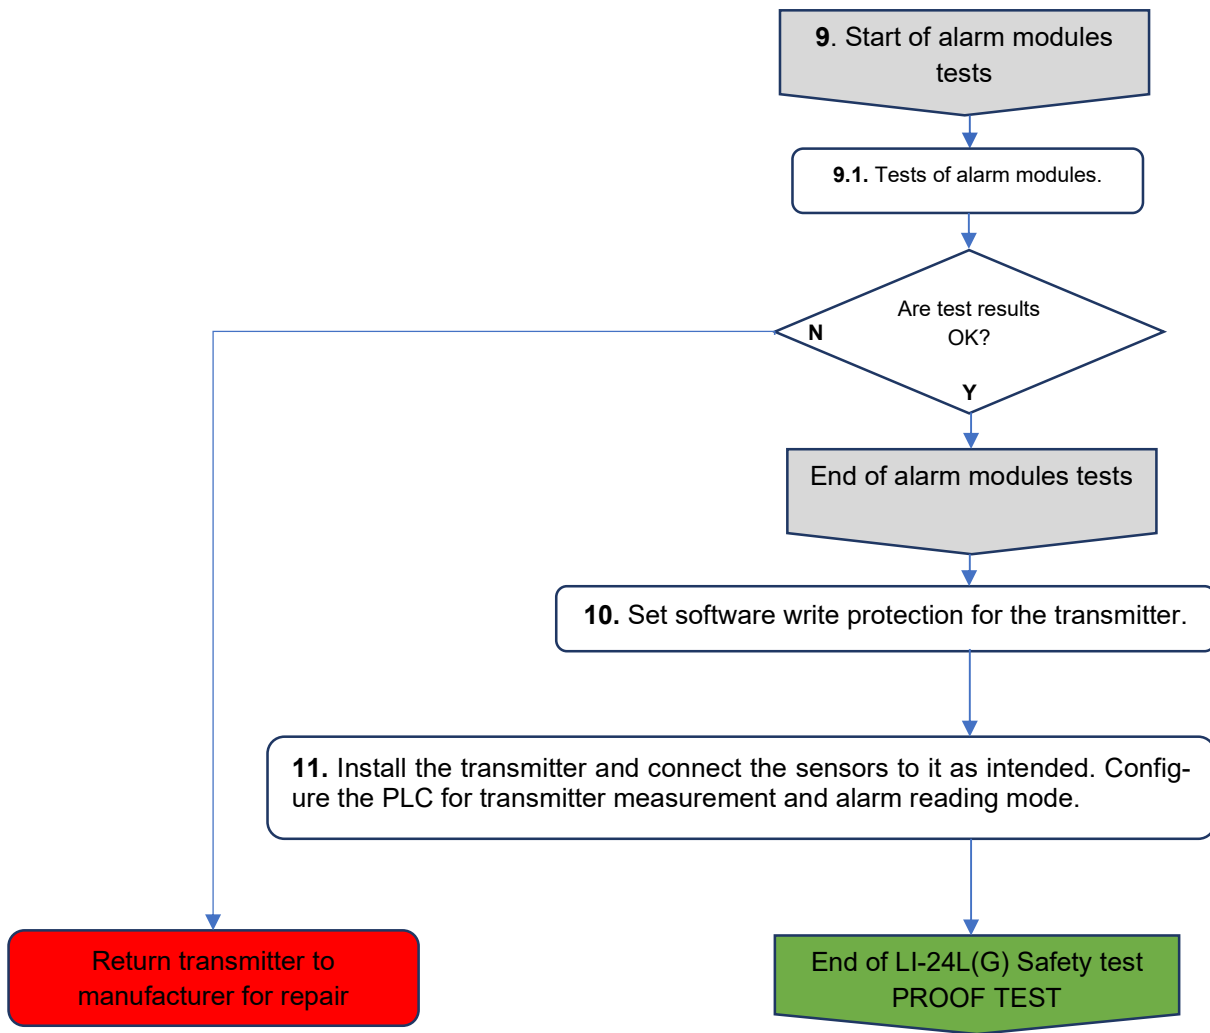 9. Start of alarm modules
tests
9.1. Tests of alarm modules.
Are test results
OK?
N
Y
End of alarm modules tests
10. Set software write protection for the transmitter.
11. Install the transmitter and connect the sensors to it as intended. Config-
ure the PLC for transmitter measurement and alarm reading mode.
Return transmitter to
manufacturer for repair
End of LI-24L(G) Safety test
PROOF TEST